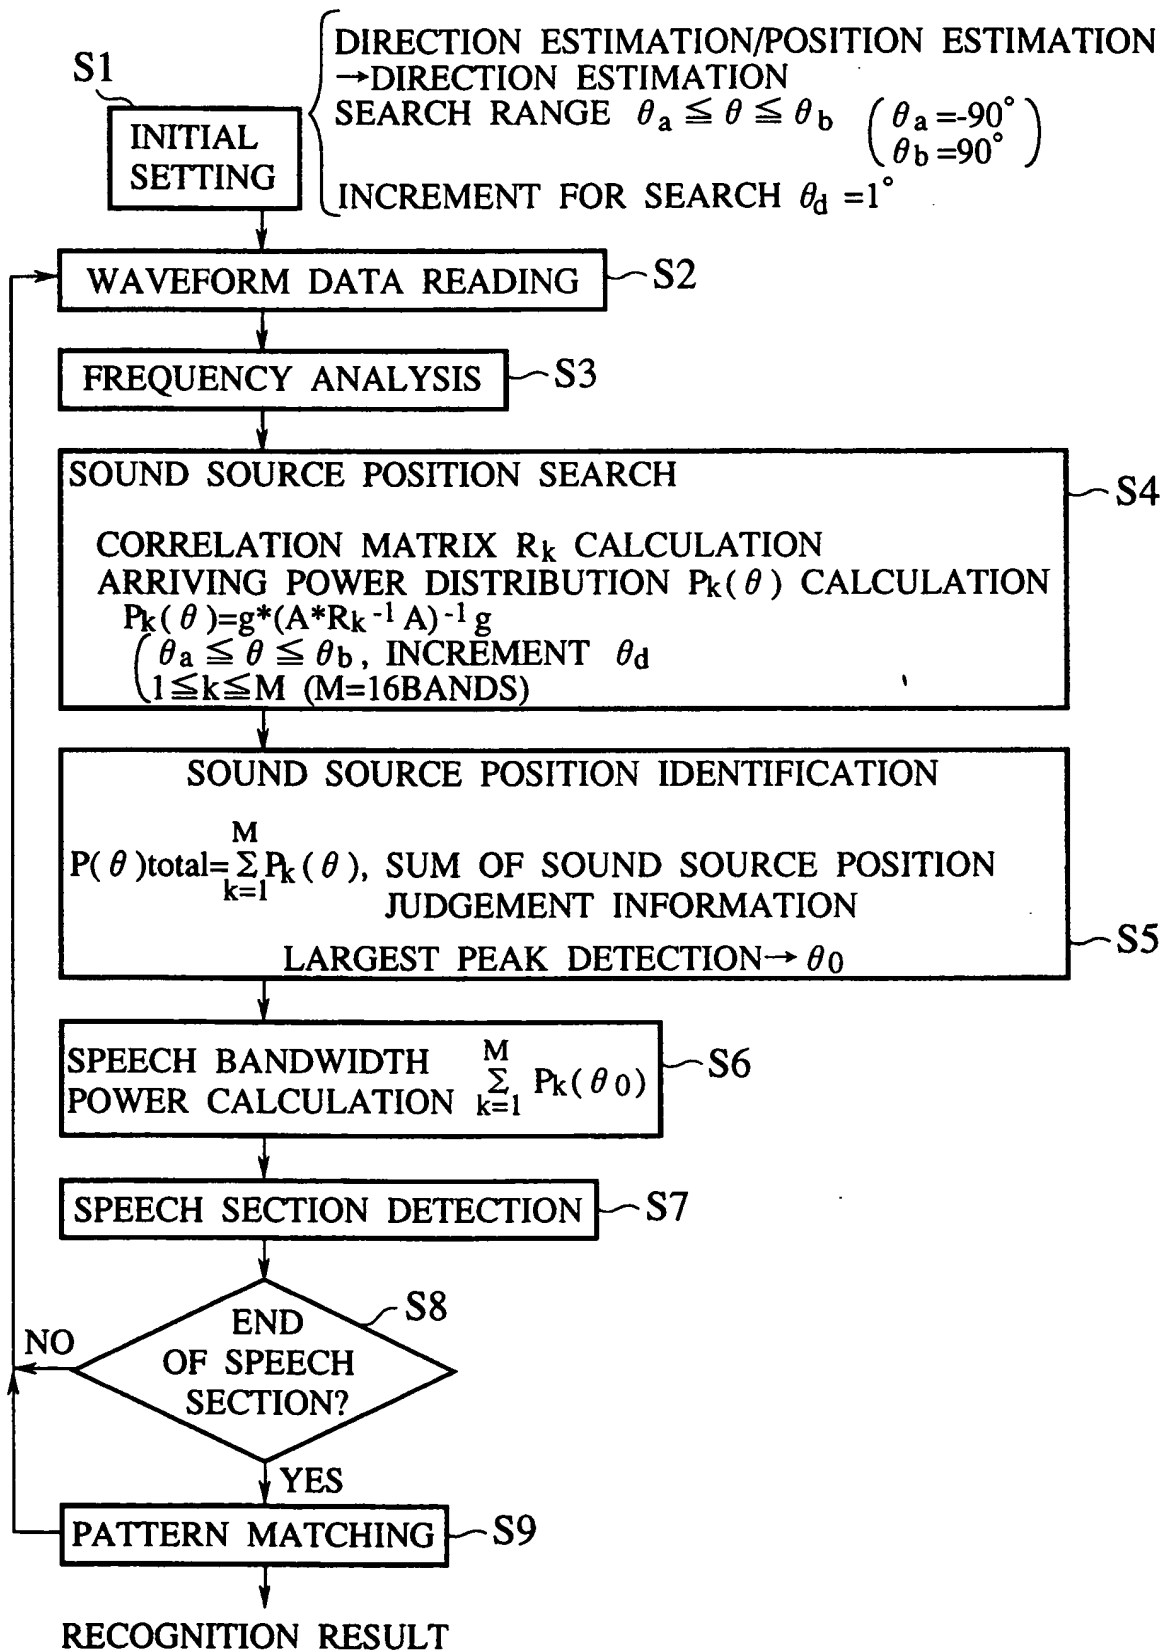 S1
DIRECTION ESTIMATION/POSITION ESTIMATION
→DIRECTION ESTIMATION
SEARCH RANGE θa ≦ θ ≦ θb (θa =-90°
θb =90°)
INCREMENT FOR SEARCH θd =1°
INITIAL
SETTING
WAVEFORM DATA READING
S2
FREQUENCY ANALYSIS
S3
SOUND SOURCE POSITION SEARCH
S4
CORRELATION MATRIX Rk CALCULATION
ARRIVING POWER DISTRIBUTION Pk(θ) CALCULATION
Pk(θ)=g*(A*Rk⁻¹ A)⁻¹ g
θa ≦ θ ≦ θb, INCREMENT θd
1≦k≦M (M=16BANDS)
SOUND SOURCE POSITION IDENTIFICATION
M
P(θ)total=ΣPk(θ), SUM OF SOUND SOURCE POSITION
k=1
JUDGEMENT INFORMATION
LARGEST PEAK DETECTION→ θ0
S5
SPEECH BANDWIDTH
POWER CALCULATION
M
Σ Pk(θ0)
k=1
S6
SPEECH SECTION DETECTION
S7
END
OF SPEECH
SECTION?
S8
NO
YES
PATTERN MATCHING
S9
RECOGNITION RESULT